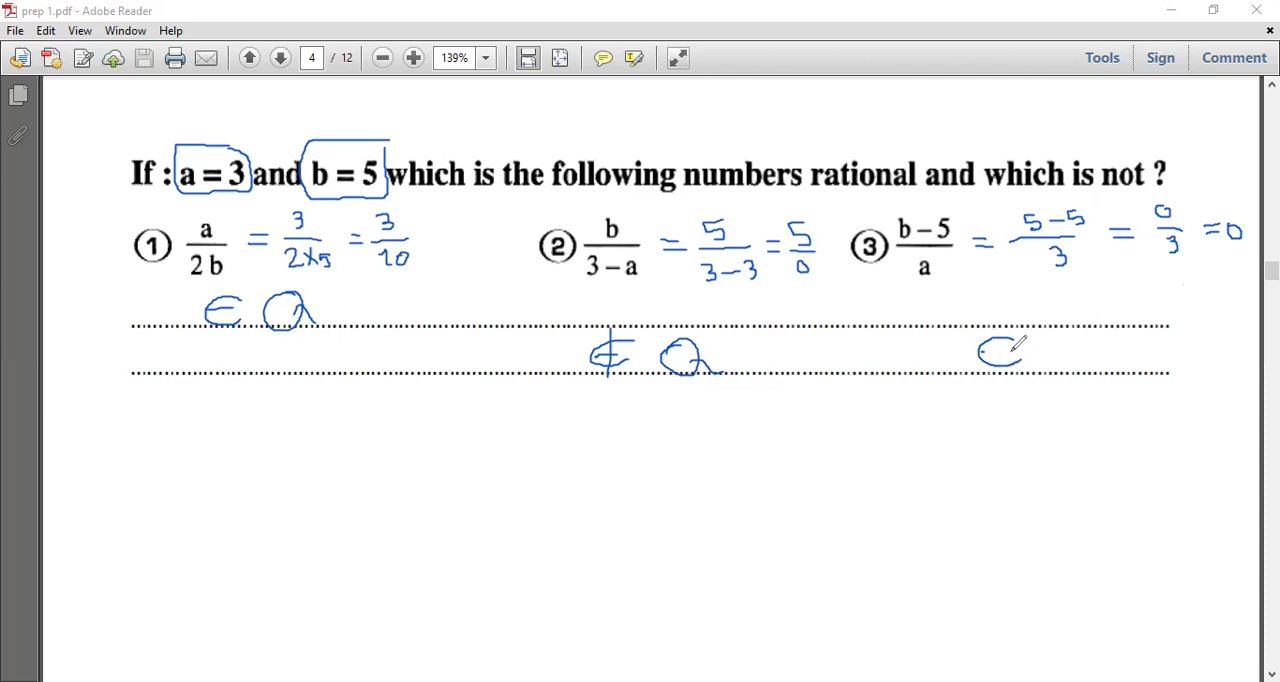 prep 1.pdf - Adobe Reader
File Edit View Window Help
4 / 12 139% Tools Sign Comment
If : a = 3 and b = 5 which is the following numbers rational and which is not ?
① a/2b = 3/2×5 = 3/10 ② b/3 – a = 5/3–3 = 5/0 ③ b – 5/a = 5–5/3 = 0/3 = 0
∈ Q
∉ Q